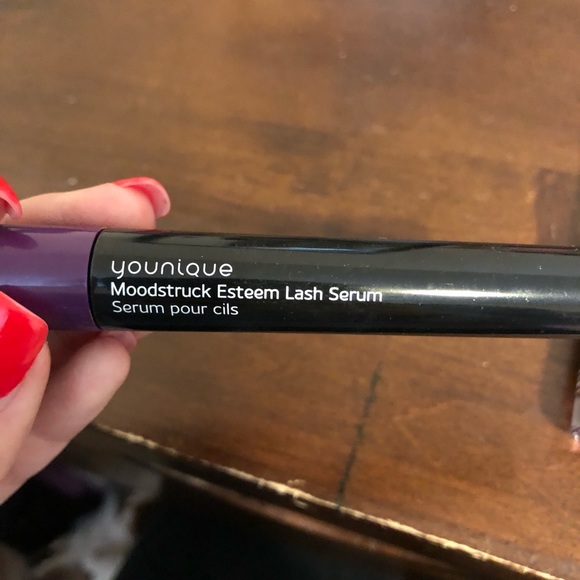 younique
Moodstruck Esteem Lash Serum
Serum pour cils